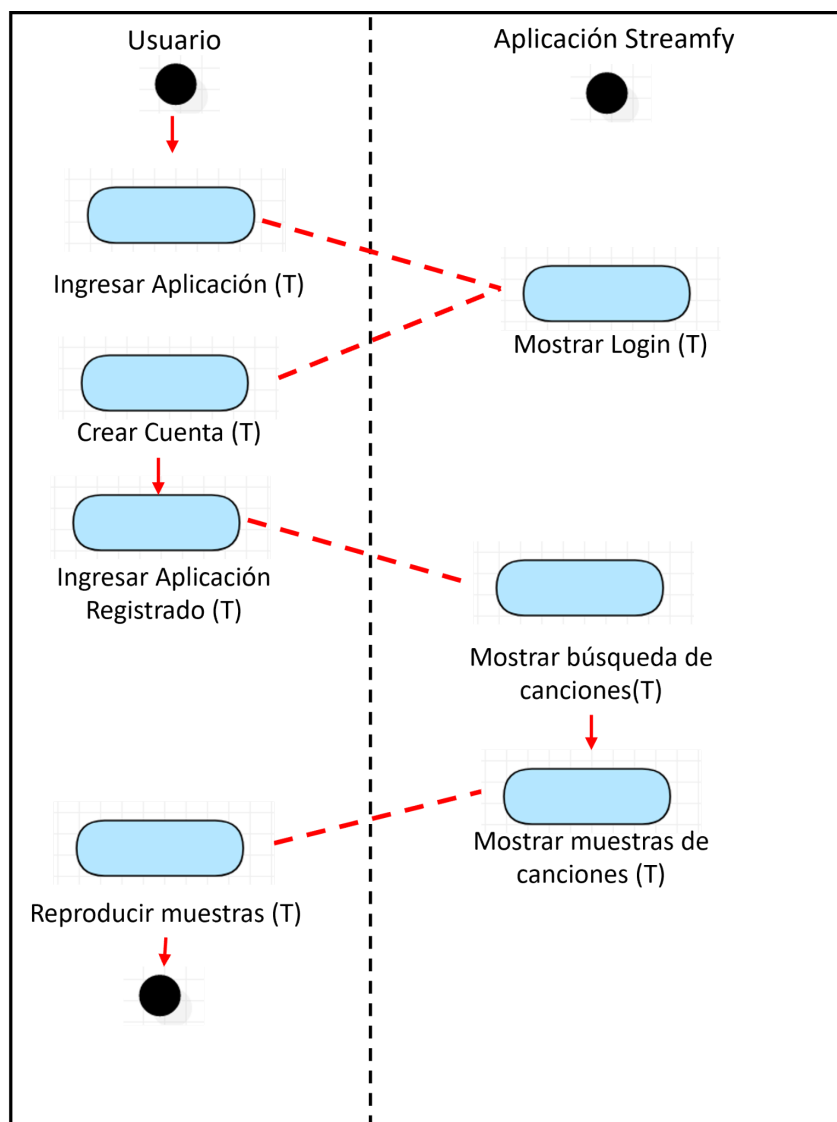 Usuario
Aplicación Streamfy
Ingresar Aplicación (T)
Mostrar Login (T)
Crear Cuenta (T)
Ingresar Aplicación
Registrado (T)
Mostrar búsqueda de
canciones(T)
Mostrar muestras de
canciones (T)
Reproducir muestras (T)